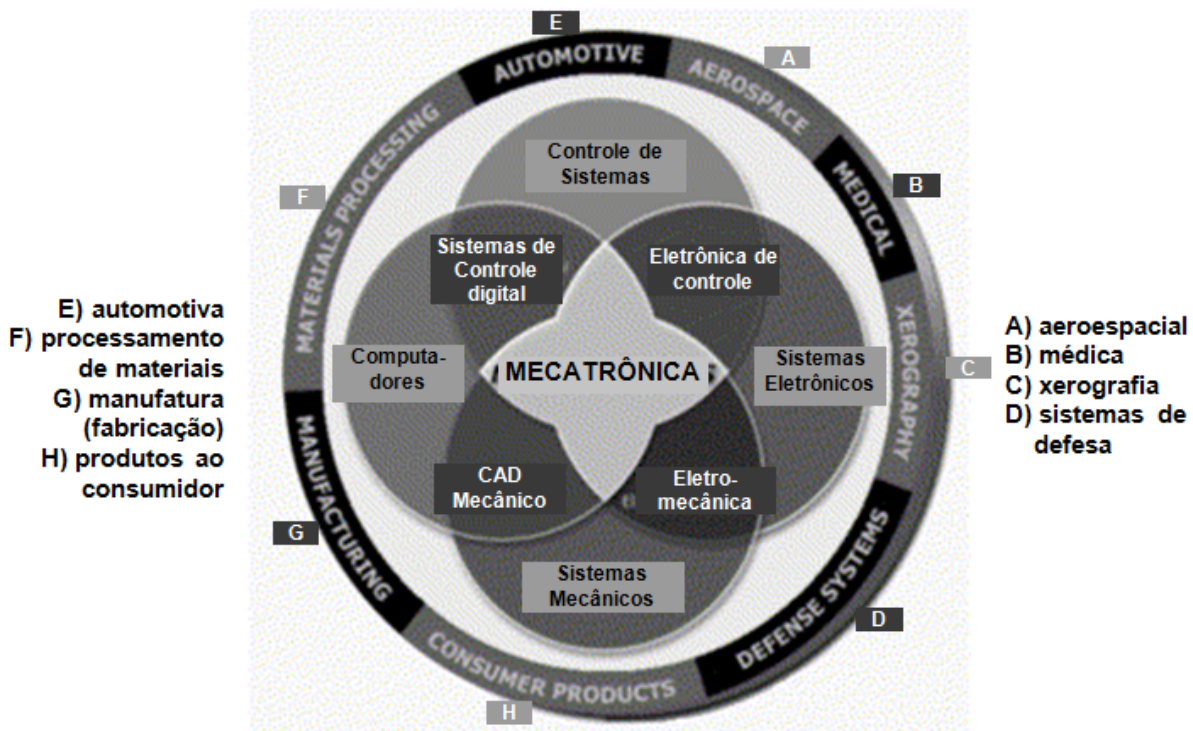 E
AUTOMOTIVE
AEROSPACE
A
MEDICAL
B
MATERIALS PROCESSING
F
XEROGRAPHY
C
MANUFACTURING
G
DEFENSE SYSTEMS
D
CONSUMER PRODUCTS
H
Controle de
Sistemas
Sistemas de
Controle
digital
Eletrônica de
controle
Computa-
dores
MECATRÔNICA
Sistemas
Eletrônicos
CAD
Mecânico
Eletro-
mecânica
Sistemas
Mecânicos
E) automotiva
F) processamento
de materiais
G) manufatura
(fabricação)
H) produtos ao
consumidor
A) aeroespacial
B) médica
C) xerografia
D) sistemas de
defesa